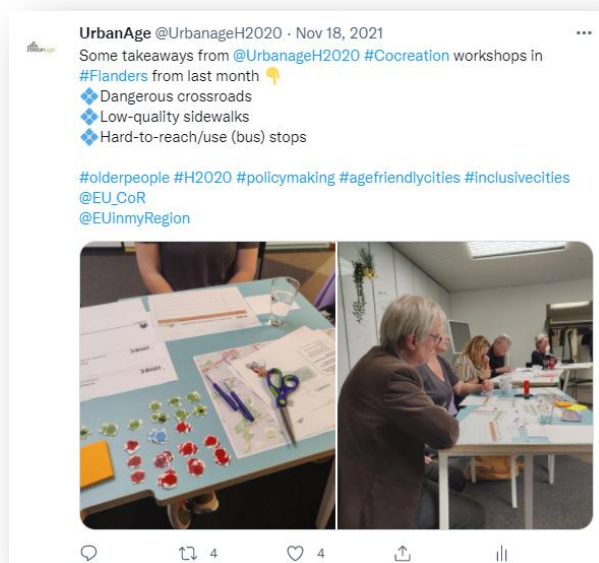 UrbanAge @UrbanageH2020 · Nov 18, 2021
Some takeaways from @UrbanageH2020 #Cocreation workshops in
#Flanders from last month 👇
💠Dangerous crossroads
💠Low-quality sidewalks
💠Hard-to-reach/use (bus) stops
#olderpeople #H2020 #policymaking #agefriendlycities #inclusivecities
@EU_CoR
@EUinmyRegion
4
4